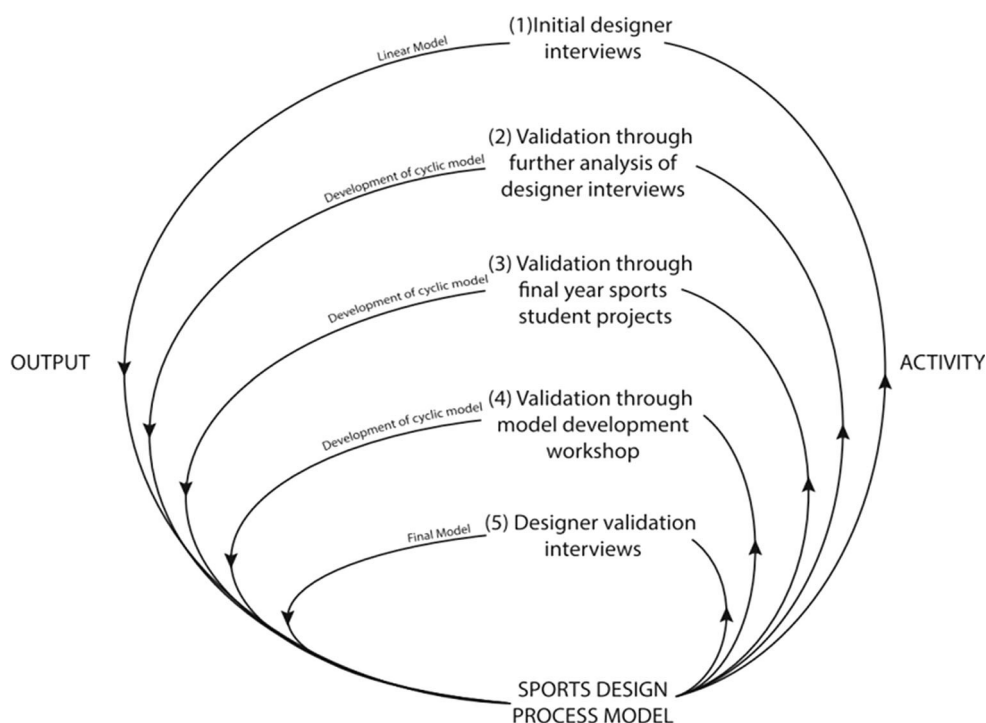 (1)Initial designer
interviews
Linear Model
(2) Validation through
further analysis of
designer interviews
Development of cyclic model
(3) Validation through
final year sports
student projects
Development of cyclic model
OUTPUT
ACTIVITY
(4) Validation through
model development
workshop
Development of cyclic model
(5) Designer validation
interviews
Final Model
SPORTS DESIGN
PROCESS MODEL